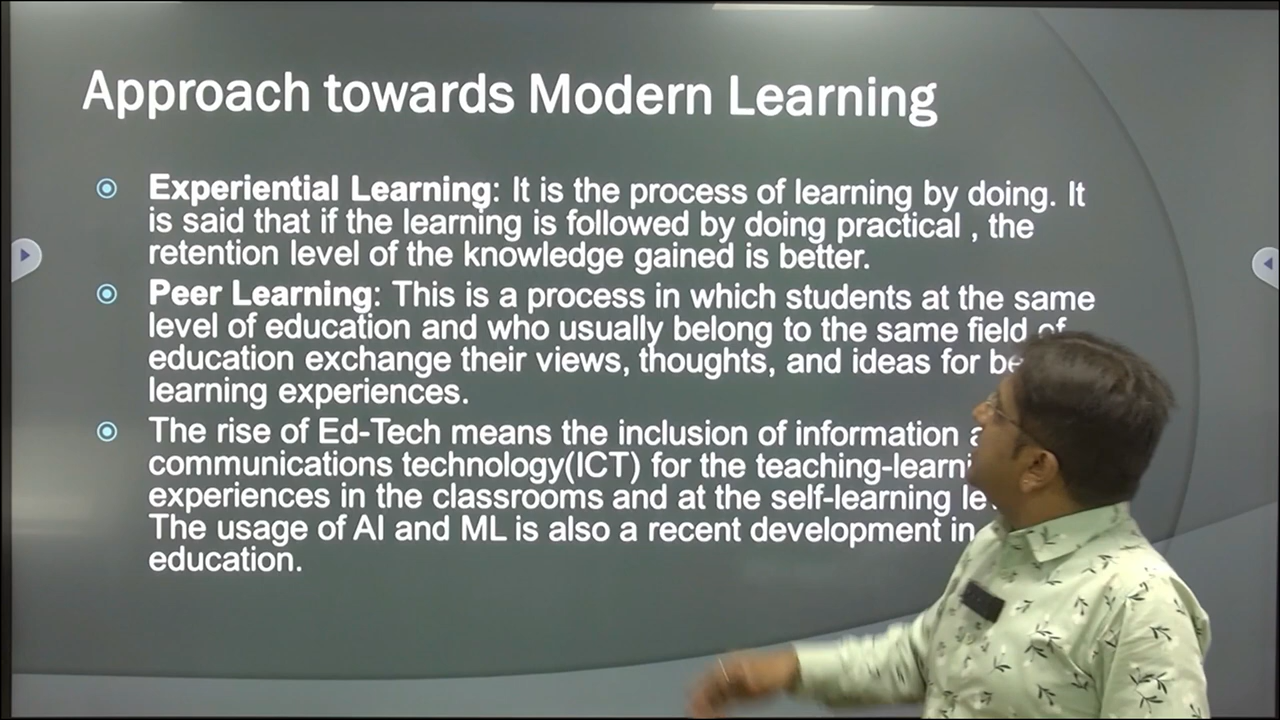 Approach towards Modern Learning
Experiential Learning: It is the process of learning by doing. It
is said that if the learning is followed by doing practical , the
retention level of the knowledge gained is better.
Peer Learning: This is a process in which students at the same
level of education and who usually belong to the same field of
education exchange their views, thoughts, and ideas for
learning experiences.
The rise of Ed-Tech means the inclusion of information
communications technology(ICT) for the
experiences in the classrooms and at the self-learning
The usage of AI and ML is also a recent development in
education.